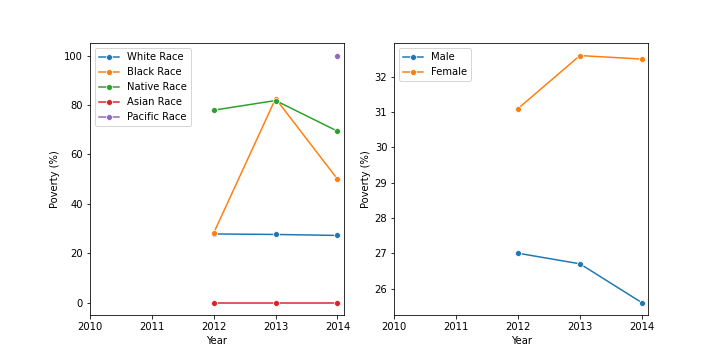 White Race
Black Race
Native Race
Asian Race
Pacific Race
100
80
60
40
20
0
Poverty (%)
2010 2011 2012 2013 2014
Year
Male
Female
32
31
30
29
28
27
26
Poverty (%)
2010 2011 2012 2013 2014
Year